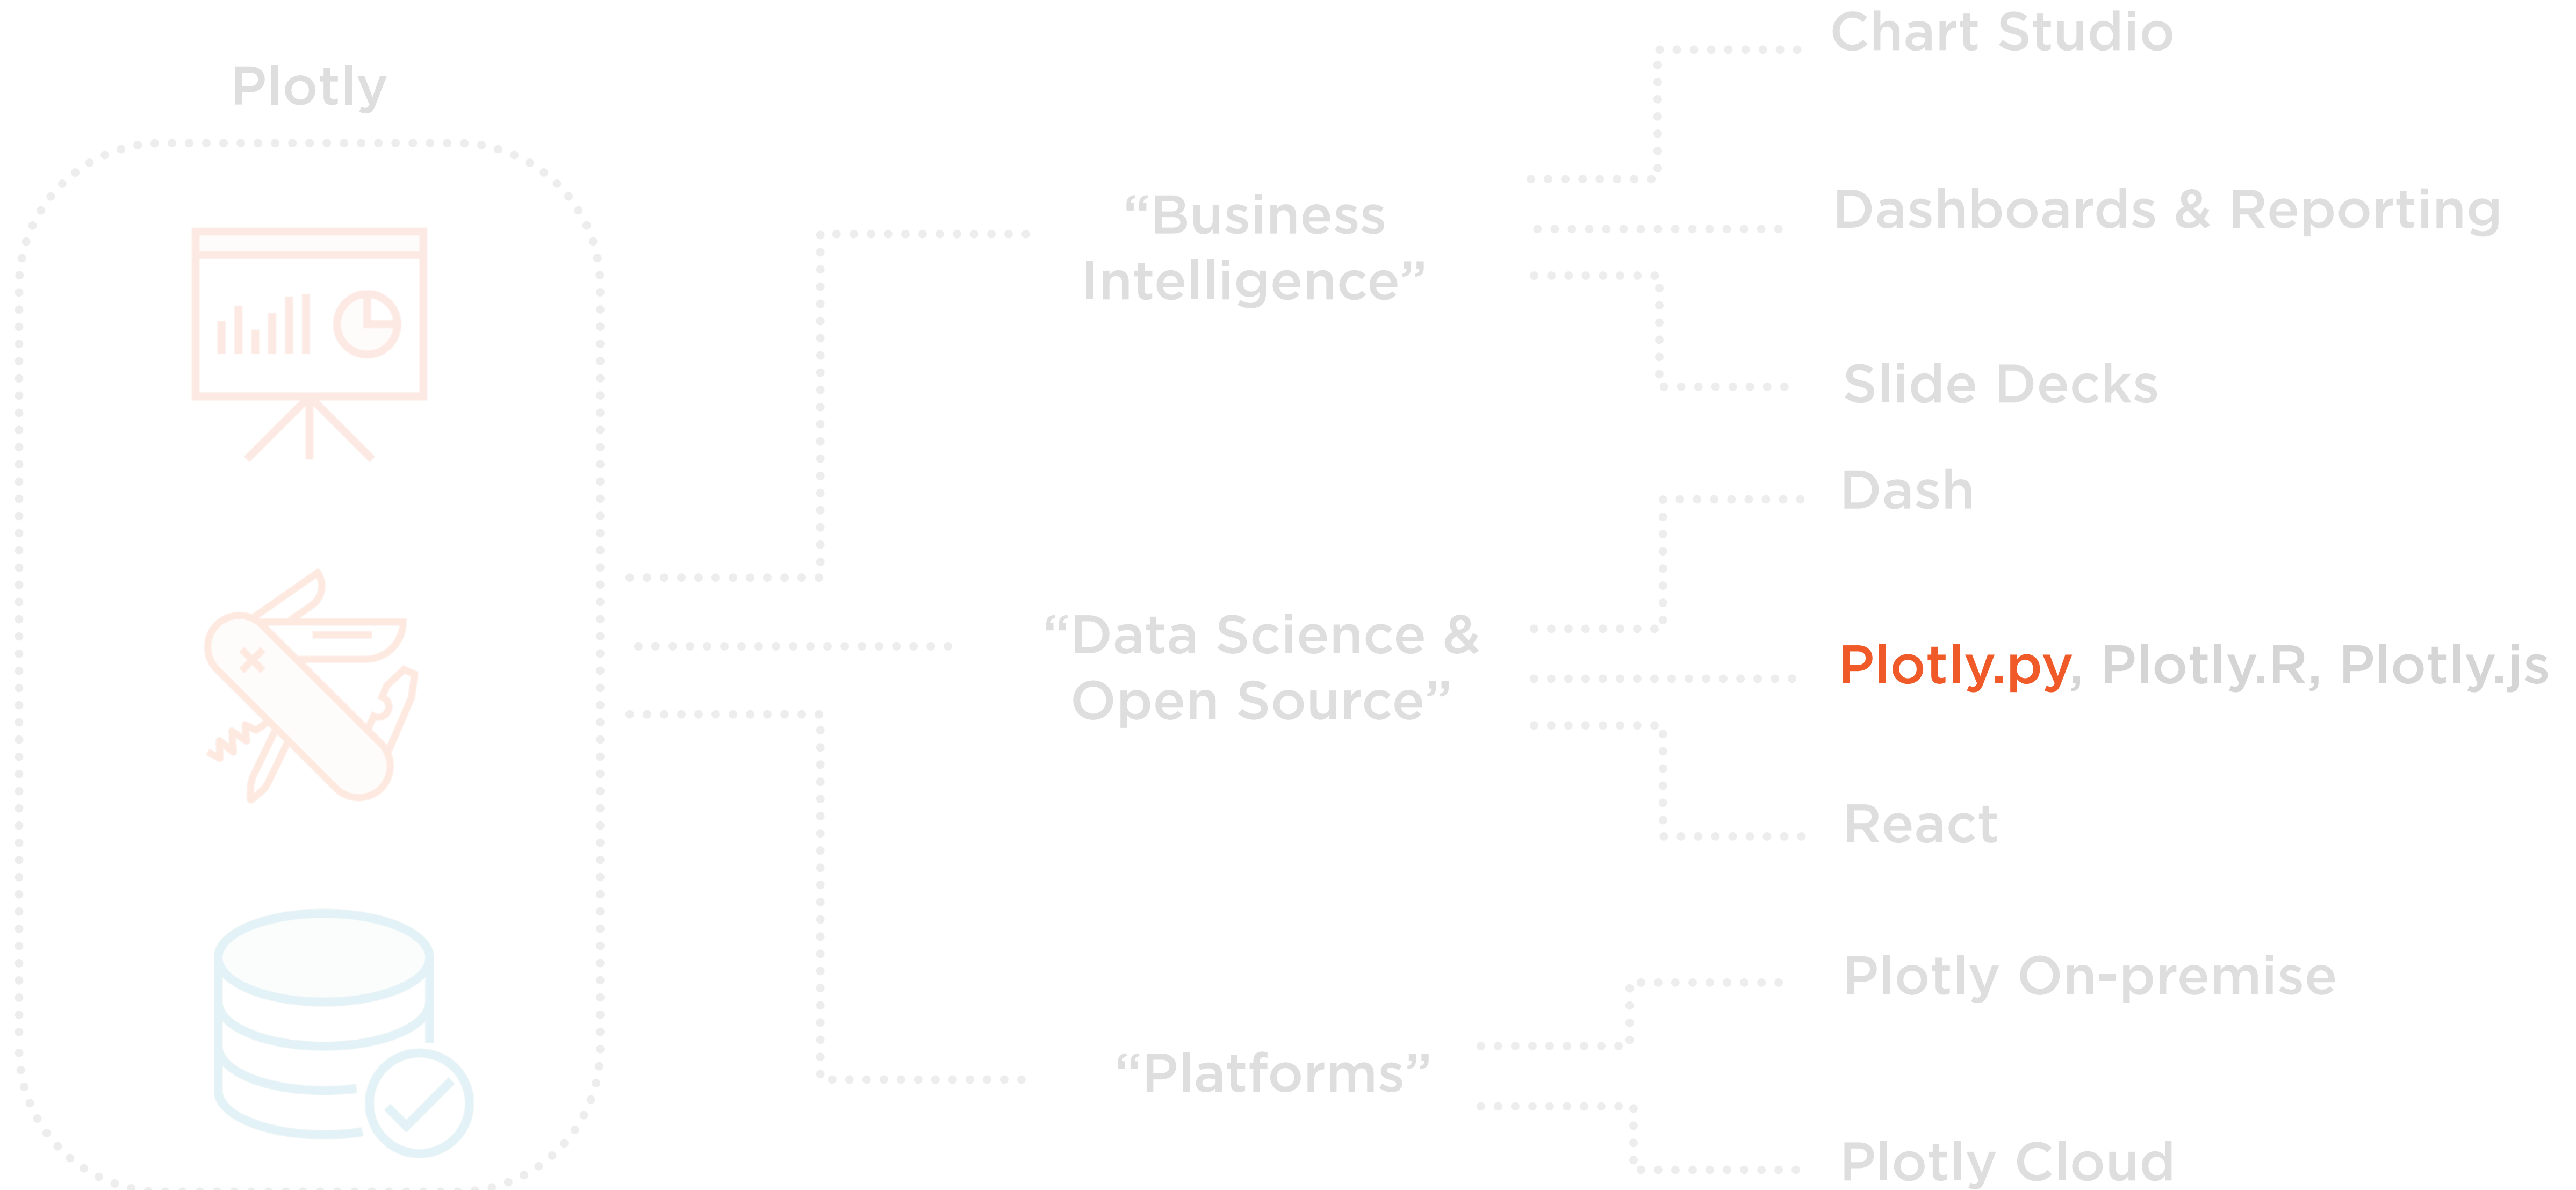 Plotly
“Business
Intelligence”
Chart Studio
Dashboards & Reporting
Slide Decks
“Data Science &
Open Source”
Dash
Plotly.py, Plotly.R, Plotly.js
React
“Platforms”
Plotly On-premise
Plotly Cloud